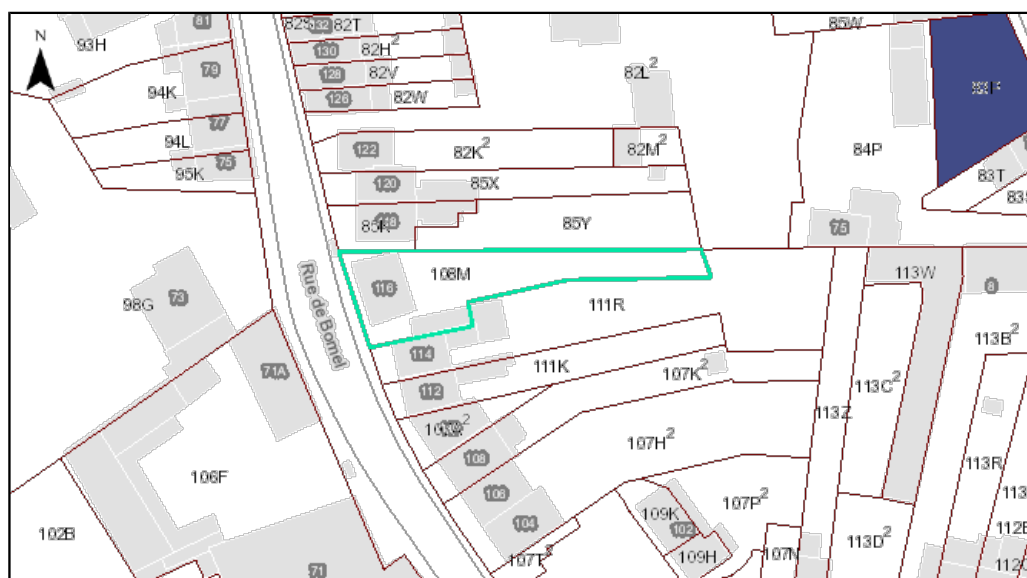 81
82S
132
82T
85W
N
93H
130
82H²
79
128
82V
82L²
94K
126
82W
77
94L
122
82K²
82M²
84P
75
95K
120
85X
83T
85Y
75
116
108M
113W
8
98G
73
111R
Rue de Bomel
113B²
114
71A
111K
107K²
113C²
112
113Z
107H²
108
113R
106F
106
107P²
109K
104
102
102B
109H
107N
113D²
107T²
71